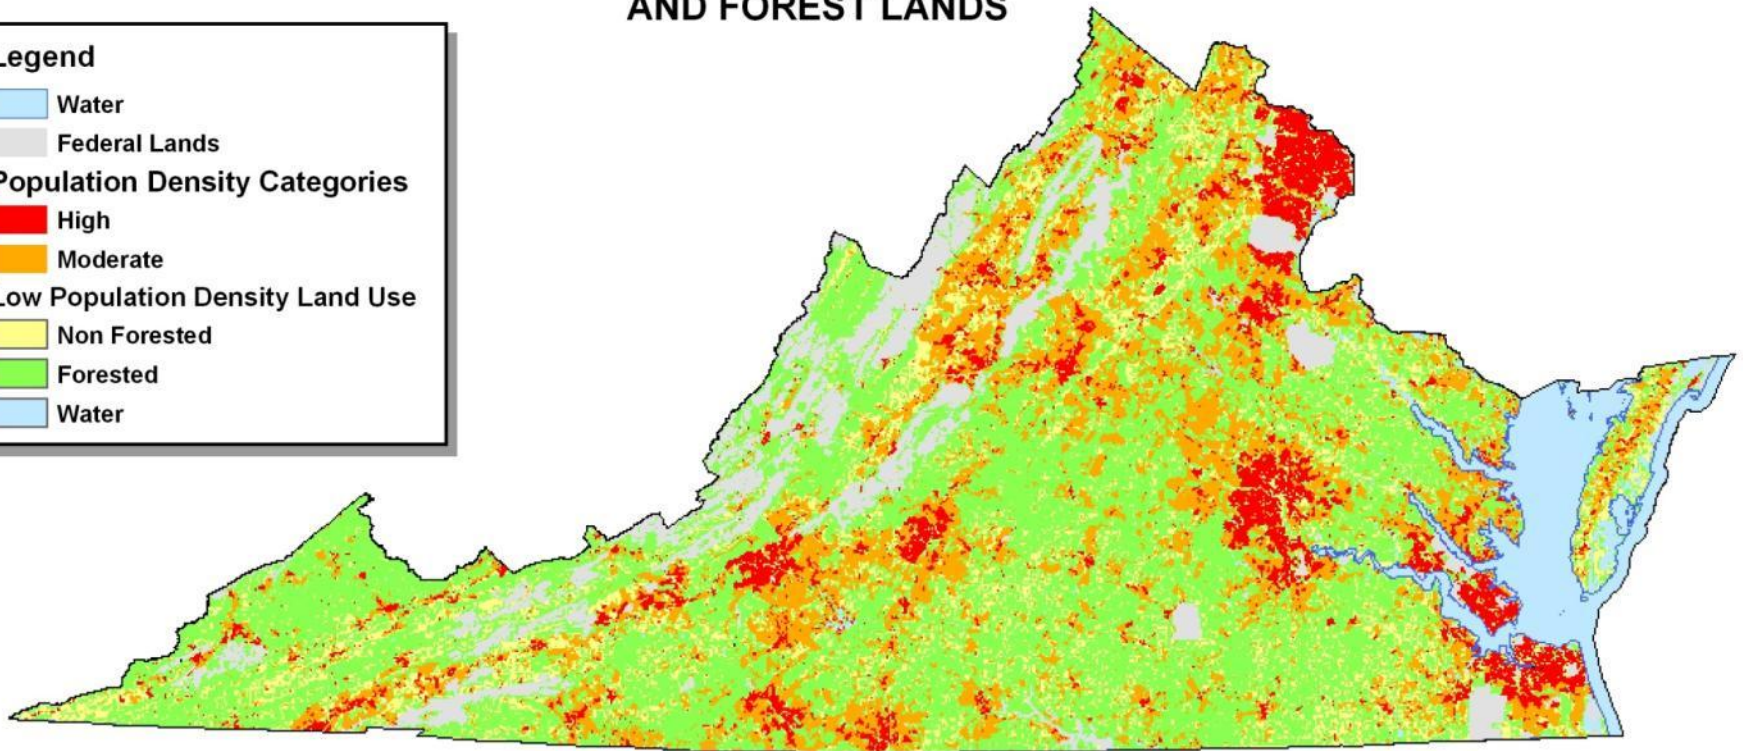 AND FOREST LANDS
Legend
Water
Federal Lands
Population Density Categories
High
Moderate
Low Population Density Land Use
Non Forested
Forested
Water